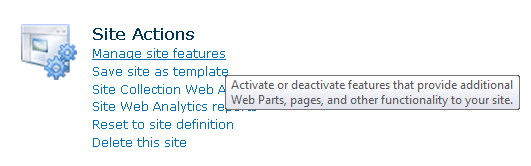 Site Actions
Manage site features
Save site as template
Activate or deactivate features that provide additional
Web Parts, pages, and other functionality to your site.
Site Collection Web A
Site Web Analytics rep
Reset to site definition
Delete this site